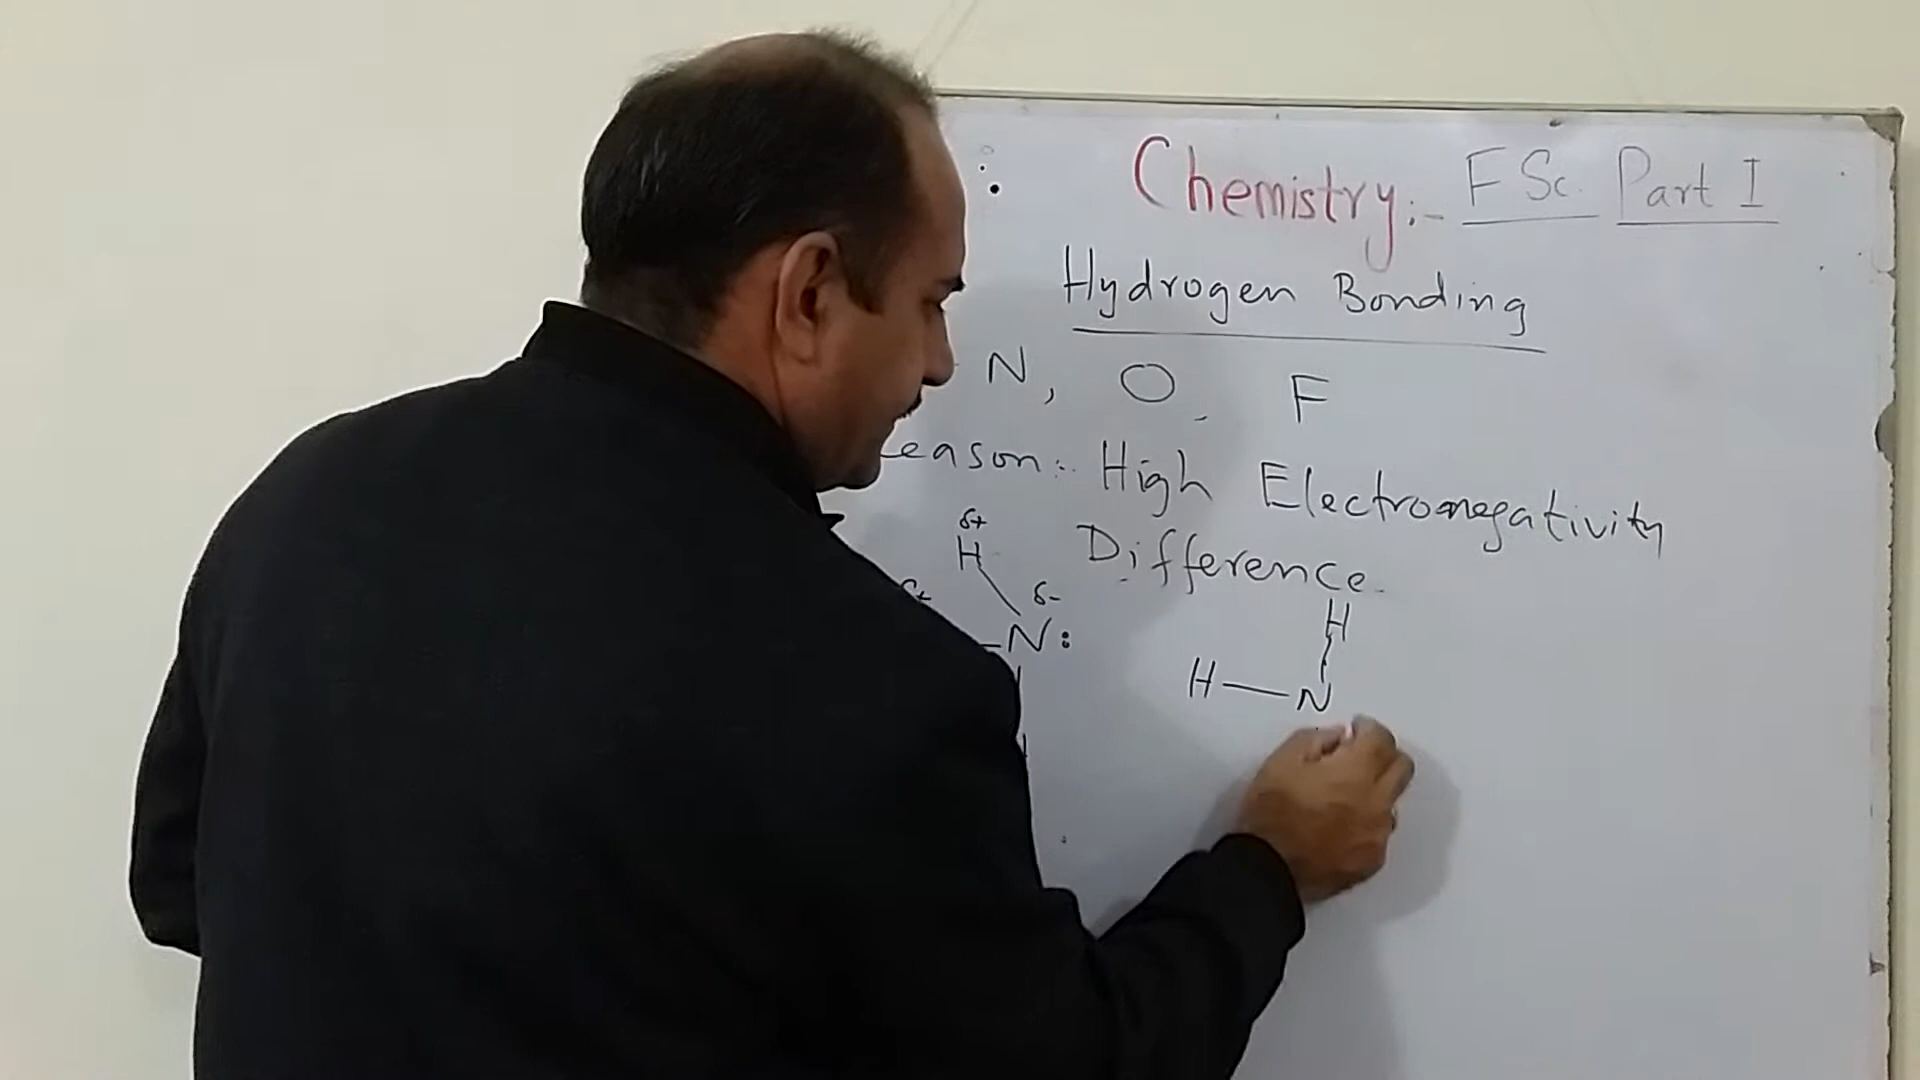 Chemistry:- FSc. Part I
Hydrogen Bonding
N, O, F
eason:- High Electronegativity
Difference.
δ+
H
δ-
N:
H
H—N